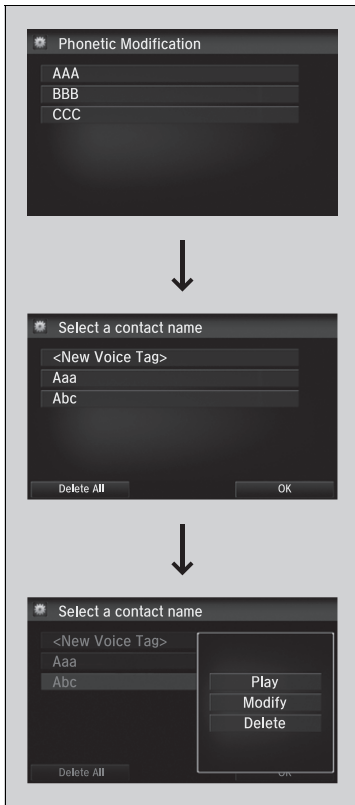 Phonetic Modification
AAA
BBB
CCC
Select a contact name
<New Voice Tag>
Aaa
Abc
Delete All OK
Select a contact name
<New Voice Tag>
Aaa
Abc
Play
Modify
Delete
Delete All OK